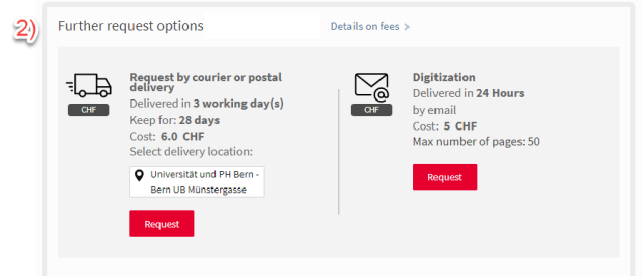 2)
Further request options
Details on fees >
CHF
Request by courier or postal
delivery
Delivered in 3 working day(s)
Keep for: 28 days
Cost: 6.0 CHF
Select delivery location:
Universität und PH Bern -
Bern UB Münstergasse
Request
CHF
Digitization
Delivered in 24 Hours
by email
Cost: 5 CHF
Max number of pages: 50
Request